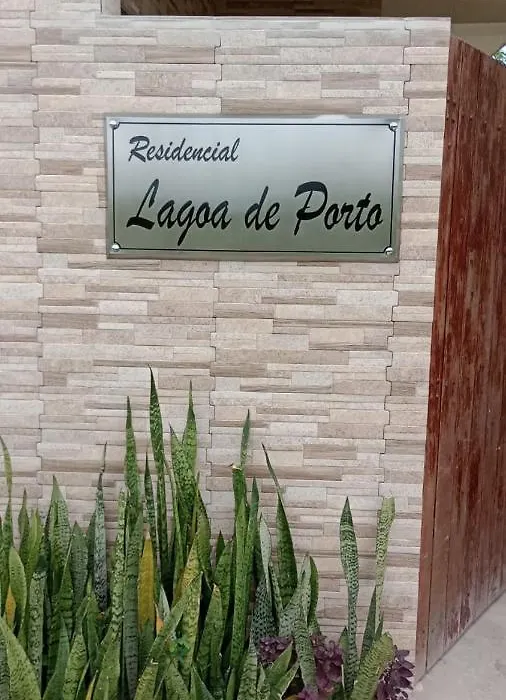 Residencial
Lagoa de Porto